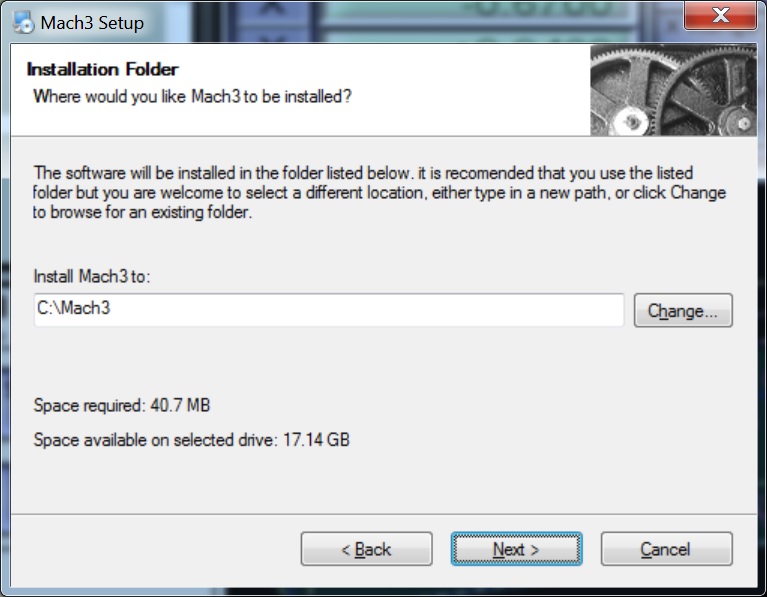 Mach3 Setup
Installation Folder
Where would you like Mach3 to be installed?
The software will be installed in the folder listed below. it is recomended that you use the listed
folder but you are welcome to select a different location, either type in a new path, or click Change
to browse for an existing folder.
Install Mach3 to:
C:\Mach3
Change...
Space required: 40.7 MB
Space available on selected drive: 17.14 GB
< Back
Next >
Cancel